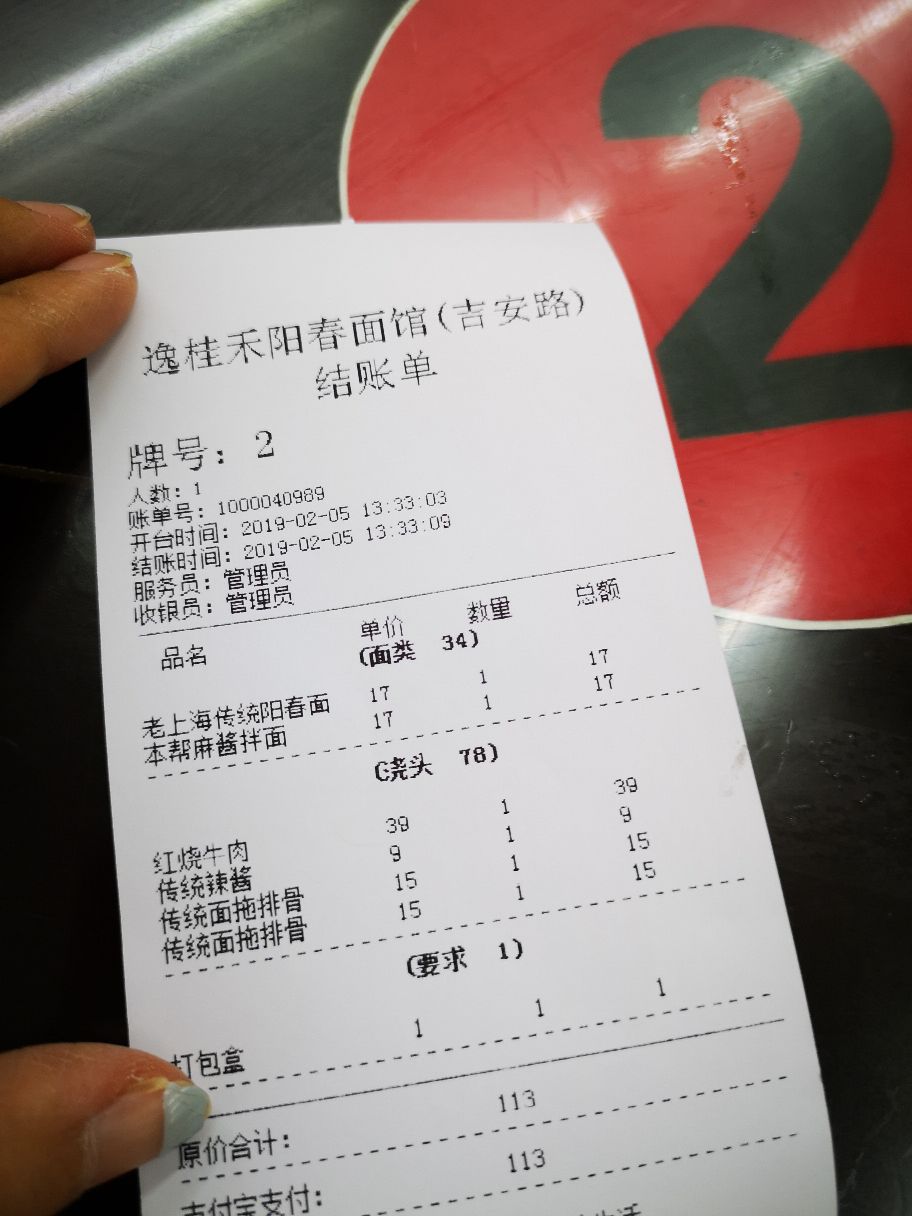 2
逸桂禾阳春面馆(吉安路)
结账单
牌号: 2
人数: 1
账单号: 1000040989
开台时间: 2019-02-05 13:33:03
结账时间: 2019-02-05 13:33:09
服务员: 管理员
收银员: 管理员
品名 单价 数量 总额
(面类 34)
老上海传统阳春面 17 1 17
本帮麻酱拌面 17 1 17
(浇头 78)
红烧牛肉 39 1 39
传统辣酱 9 1 9
传统面拖排骨 15 1 15
传统面拖排骨 15 1 15
(要求 1)
打包盒 1 1 1
原价合计: 113
支付宝支付: 113